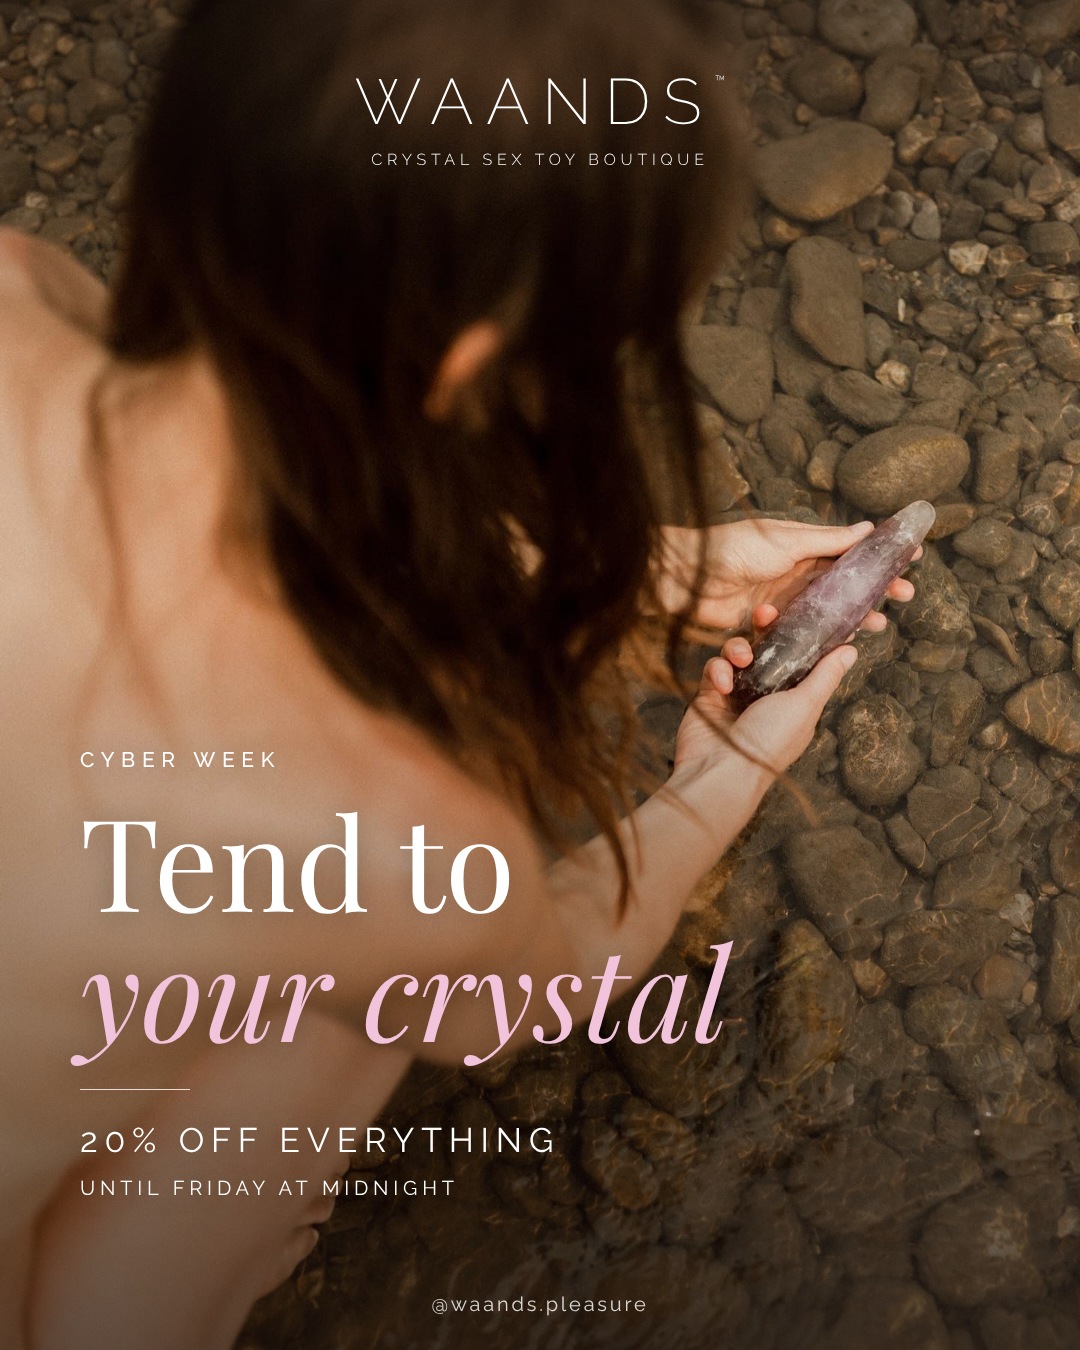 WAANDS™
CRYSTAL SEX TOY BOUTIQUE
CYBER WEEK
Tend to
your crystal
20% OFF EVERYTHING
UNTIL FRIDAY AT MIDNIGHT
@waands.pleasure